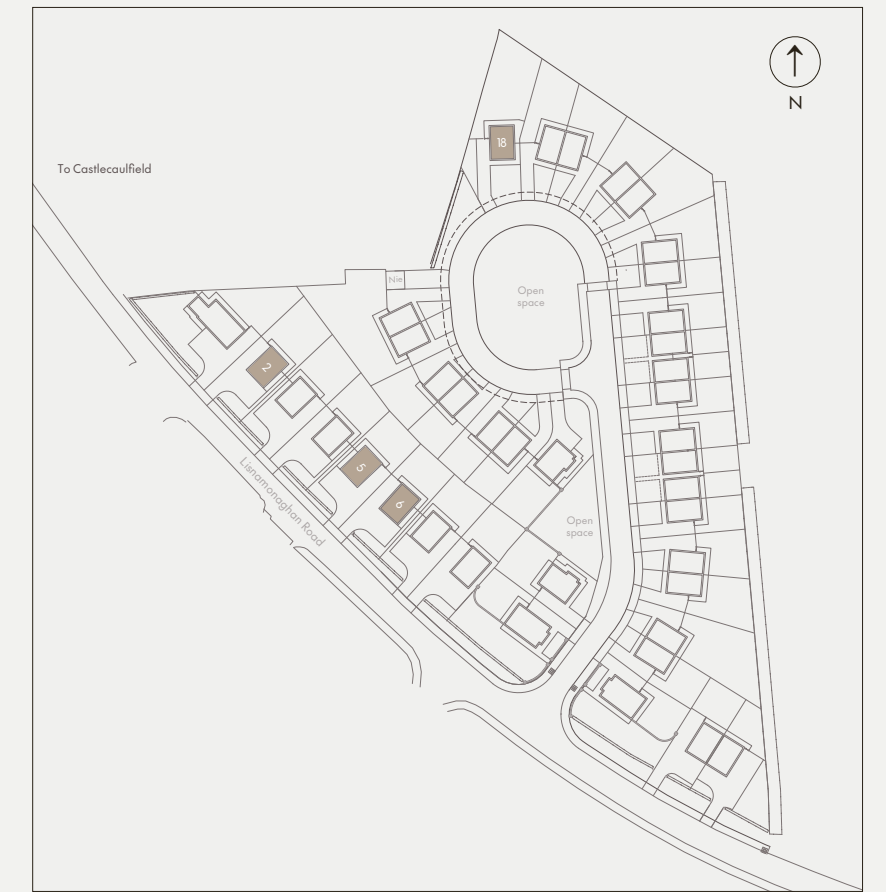 N
18
To Castlecaulfield
Nie
Open
space
2
5
6
Lisnamonaghan Road
Open
space